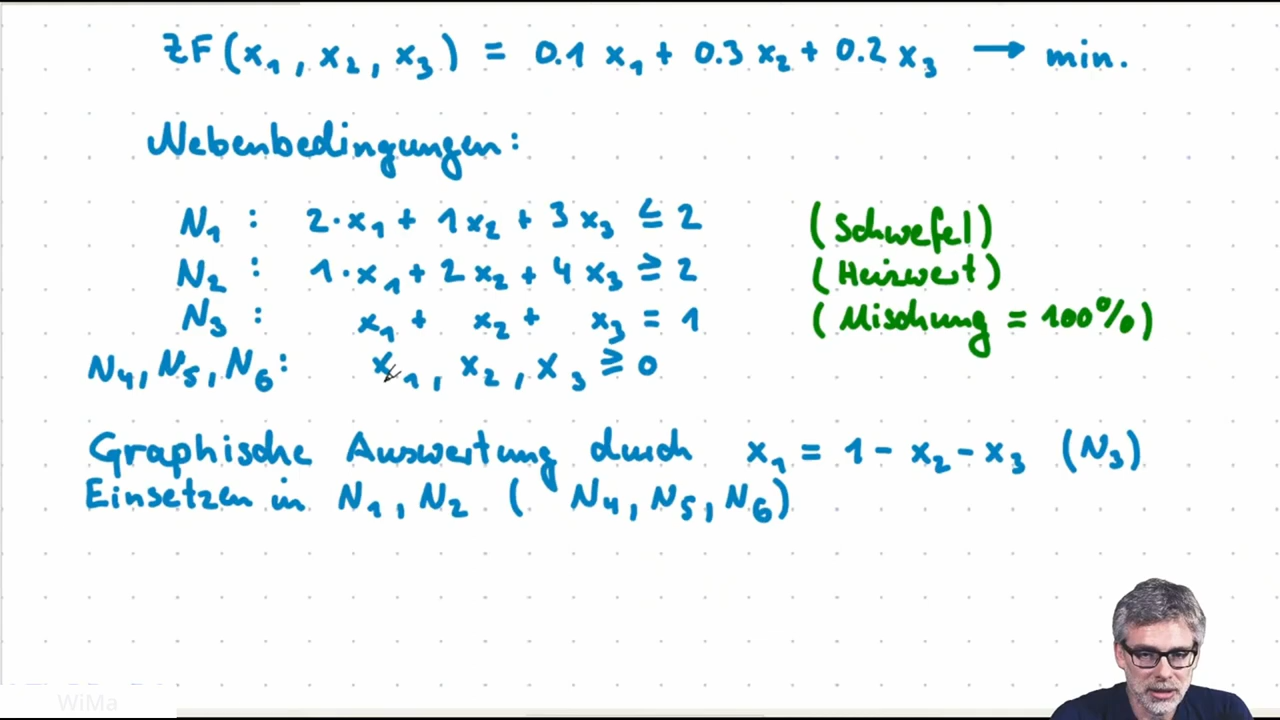 ZF(x₁, x₂, x₃) = 0.1 x₁ + 0.3 x₂ + 0.2 x₃ → min.
Nebenbedingungen:
N₁ : 2·x₁ + 1x₂ + 3x₃ ≤ 2 (Schwefel)
N₂ : 1·x₁ + 2x₂ + 4x₃ ≥ 2 (Heizwert)
N₃ : x₁ + x₂ + x₃ = 1 (Mischung = 100%)
N₄, N₅, N₆: x₁, x₂, x₃ ≥ 0
Graphische Auswertung durch x₁ = 1 - x₂ - x₃ (N₃)
Einsetzen in N₁, N₂ ( N₄, N₅, N₆)
WiMa